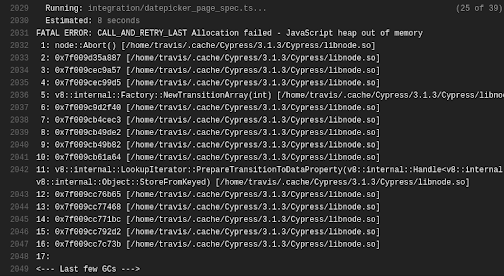 2029 Running: integration/datepicker_page_spec.ts... (25 of 39)
2030 Estimated: 8 seconds
2031 FATAL ERROR: CALL_AND_RETRY_LAST Allocation failed - JavaScript heap out of memory
2032 1: node::Abort() [/home/travis/.cache/Cypress/3.1.3/Cypress/libnode.so]
2033 2: 0x7f009d35a887 [/home/travis/.cache/Cypress/3.1.3/Cypress/libnode.so]
2034 3: 0x7f009cec9a57 [/home/travis/.cache/Cypress/3.1.3/Cypress/libnode.so]
2035 4: 0x7f009cec99d5 [/home/travis/.cache/Cypress/3.1.3/Cypress/libnode.so]
2036 5: v8::internal::Factory::NewTransitionArray(int) [/home/travis/.cache/Cypress/3.1.3/Cypress/libnode
2037 6: 0x7f009c9d2f40 [/home/travis/.cache/Cypress/3.1.3/Cypress/libnode.so]
2038 7: 0x7f009cb4cec3 [/home/travis/.cache/Cypress/3.1.3/Cypress/libnode.so]
2039 8: 0x7f009cb49de2 [/home/travis/.cache/Cypress/3.1.3/Cypress/libnode.so]
2040 9: 0x7f009cb49b82 [/home/travis/.cache/Cypress/3.1.3/Cypress/libnode.so]
2041 10: 0x7f009cb61a64 [/home/travis/.cache/Cypress/3.1.3/Cypress/libnode.so]
2042 11: v8::internal::LookupIterator::PrepareTransitionToDataProperty(v8::internal::Handle<v8::internal
v8::internal::Object::StoreFromKeyed) [/home/travis/.cache/Cypress/3.1.3/Cypress/libnode.so]
2043 12: 0x7f009cc76b65 [/home/travis/.cache/Cypress/3.1.3/Cypress/libnode.so]
2044 13: 0x7f009cc77468 [/home/travis/.cache/Cypress/3.1.3/Cypress/libnode.so]
2045 14: 0x7f009cc771bc [/home/travis/.cache/Cypress/3.1.3/Cypress/libnode.so]
2046 15: 0x7f009cc792d2 [/home/travis/.cache/Cypress/3.1.3/Cypress/libnode.so]
2047 16: 0x7f009cc7c73b [/home/travis/.cache/Cypress/3.1.3/Cypress/libnode.so]
2048 17:
2049 <--- Last few GCs --->